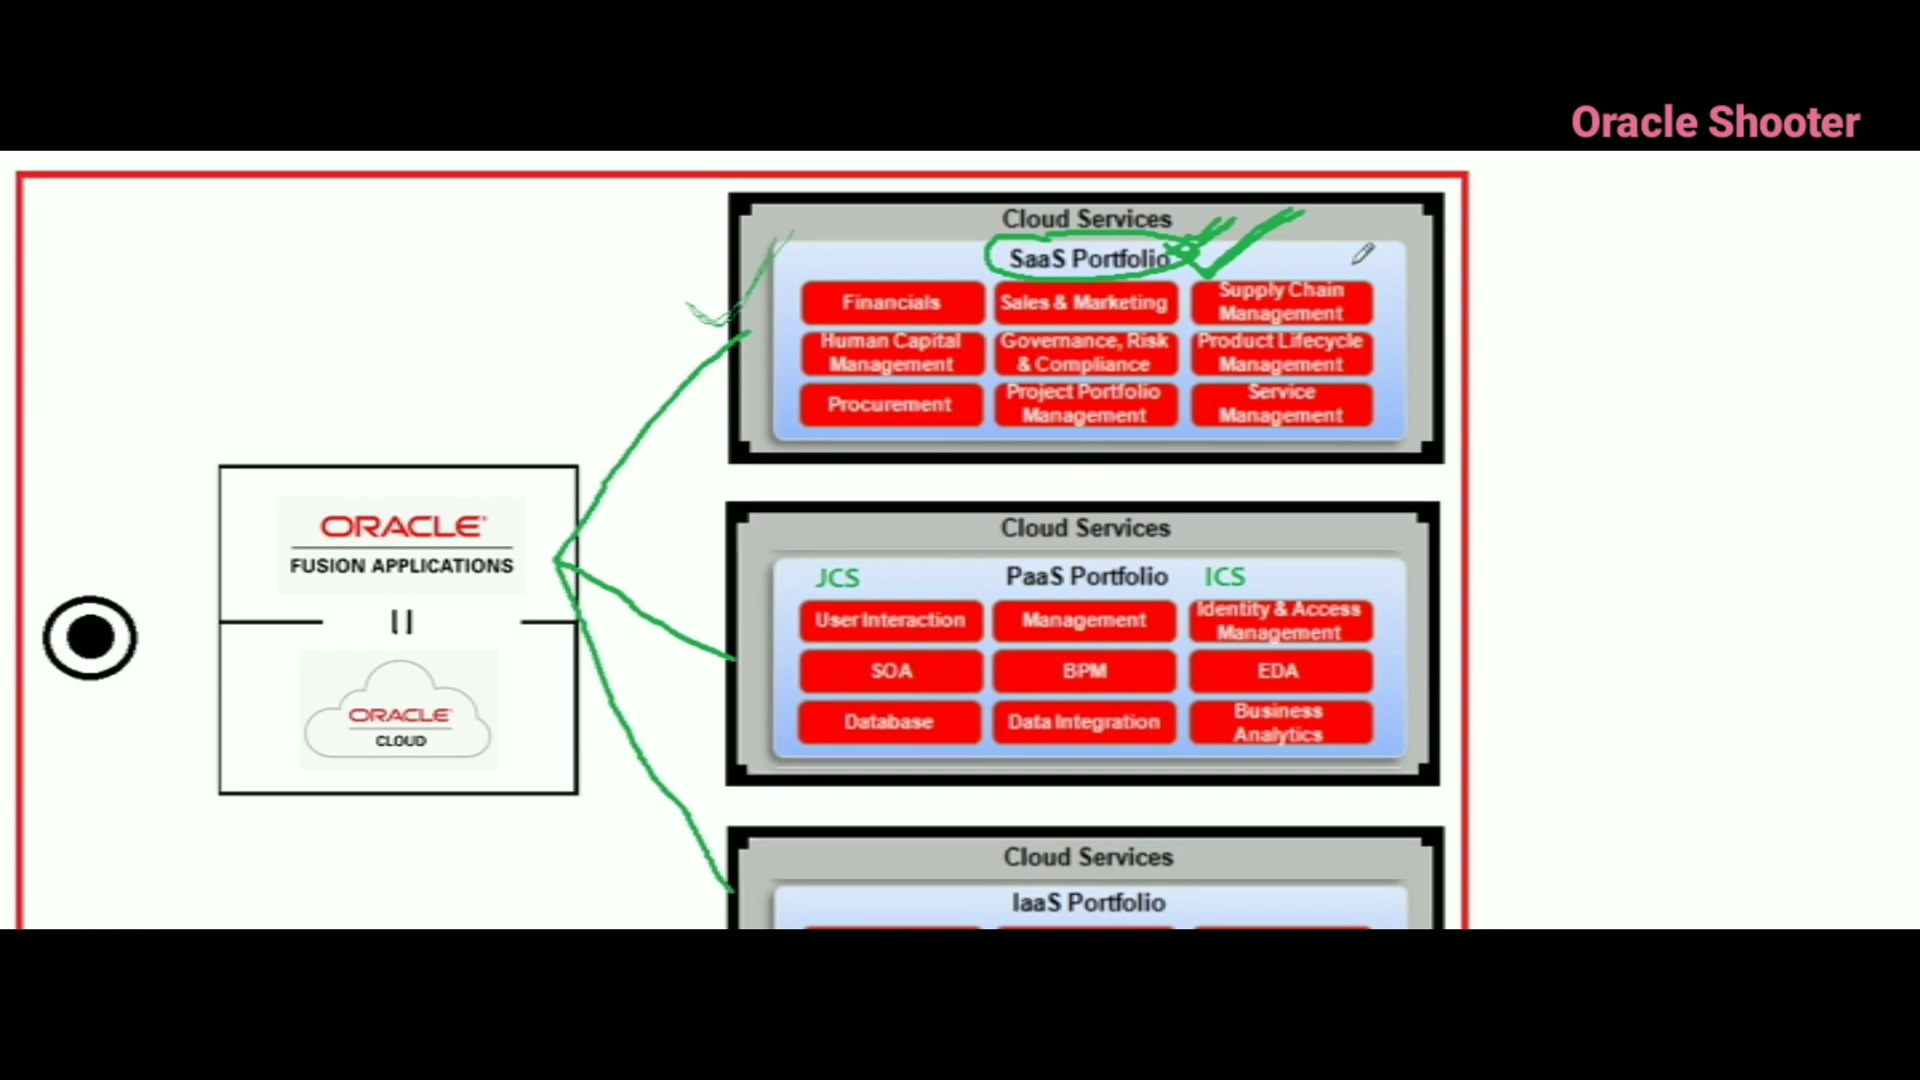 Oracle Shooter
ORACLE
FUSION APPLICATIONS
ORACLE
CLOUD
Cloud Services
SaaS Portfolio
Financials
Sales & Marketing
Supply Chain
Management
Human Capital
Management
Governance, Risk
& Compliance
Product Lifecycle
Management
Procurement
Project Portfolio
Management
Service
Management
Cloud Services
JCS
PaaS Portfolio
ICS
User Interaction
Management
Identity & Access
Management
SOA
BPM
EDA
Database
Data Integration
Business
Analytics
Cloud Services
IaaS Portfolio